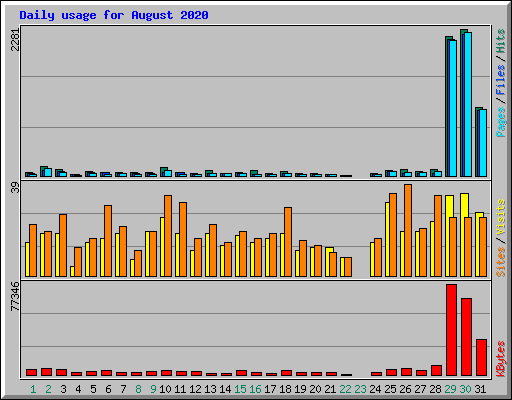 Daily usage for August 2020
2281
Pages / Files / Hits
39
Sites / Visits
77346
KBytes
1 2 3 4 5 6 7 8 9 10 11 12 13 14 15 16 17 18 19 20 21 22 23 24 25 26 27 28 29 30 31